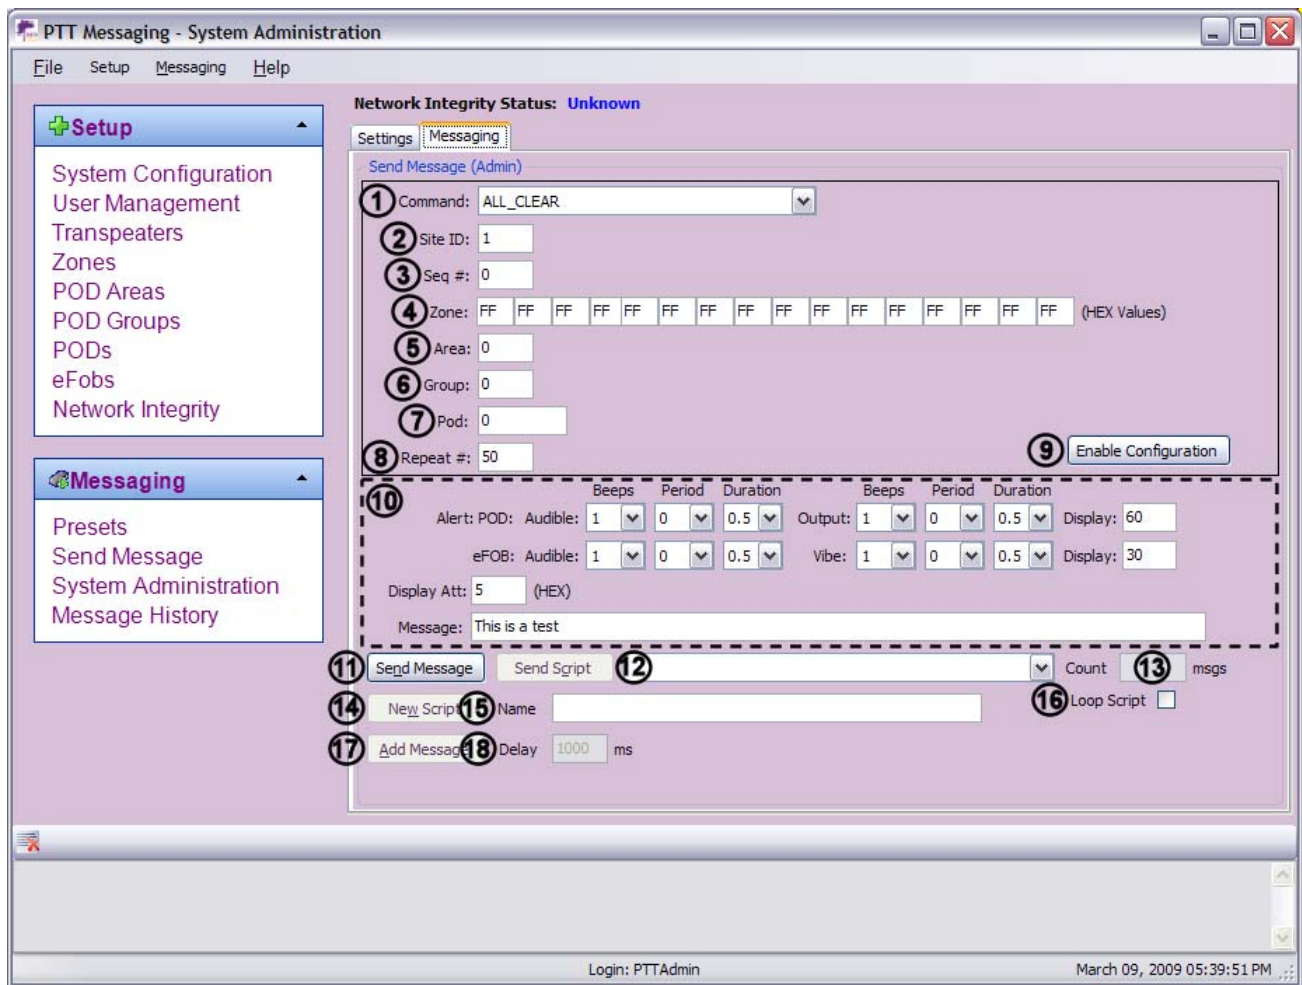 PTT Messaging - System Administration
File Setup Messaging Help
Setup
System Configuration
User Management
Transpeaters
Zones
POD Areas
POD Groups
PODs
eFobs
Network Integrity
Messaging
Presets
Send Message
System Administration
Message History
Network Integrity Status: Unknown
Settings Messaging
Send Message (Admin)
1 Command: ALL_CLEAR
2 Site ID: 1
3 Seq #: 0
4 Zone: FF FF FF FF FF FF FF FF FF FF FF FF FF FF FF FF (HEX Values)
5 Area: 0
6 Group: 0
7 Pod: 0
8 Repeat #: 50
9 Enable Configuration
10 Beeps Period Duration Beeps Period Duration
Alert: POD: Audible: 1 0 0.5 Output: 1 0 0.5 Display: 60
eFOB: Audible: 1 0 0.5 Vibe: 1 0 0.5 Display: 30
Display Att: 5 (HEX)
Message: This is a test
11 Send Message Send Script 12 Count 13 msgs
14 New Script 15 Name 16 Loop Script
17 Add Message 18 Delay 1000 ms
Login: PTTAdmin March 09, 2009 05:39:51 PM